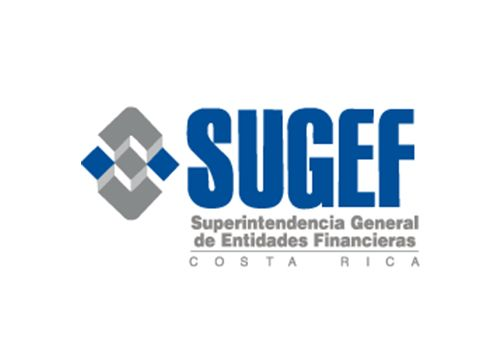 SUGEF
Superintendencia General
de Entidades Financieras
COSTA RICA